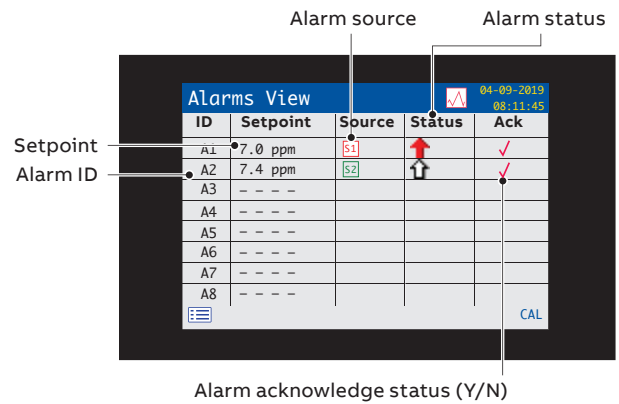 Alarm source Alarm status
Alarms View 04-09-2019
08:11:45
ID Setpoint Source Status Ack
Setpoint
A1 7.0 ppm S1 ✓
Alarm ID
A2 7.4 ppm S2 ✓
A3 – – – –
A4 – – – –
A5 – – – –
A6 – – – –
A7 – – – –
A8 – – – –
CAL
Alarm acknowledge status (Y/N)